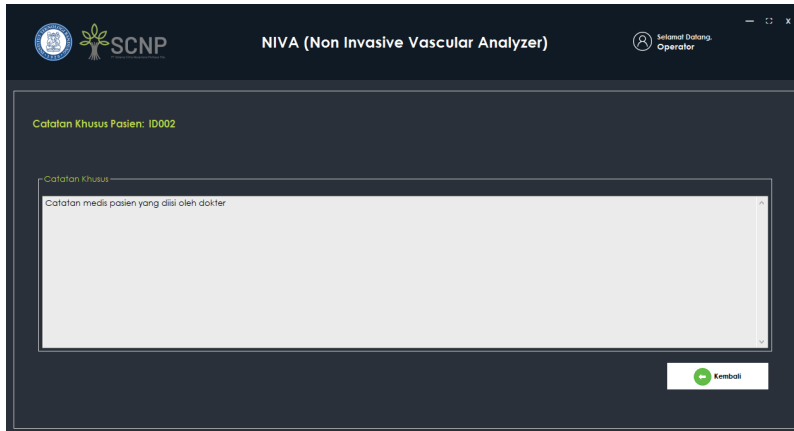 SCNP
NIVA (Non Invasive Vascular Analyzer)
Selamat Datang,
Operator
Catatan Khusus Pasien: ID002
Catatan Khusus
Catatan medis pasien yang diisi oleh dokter
Kembali